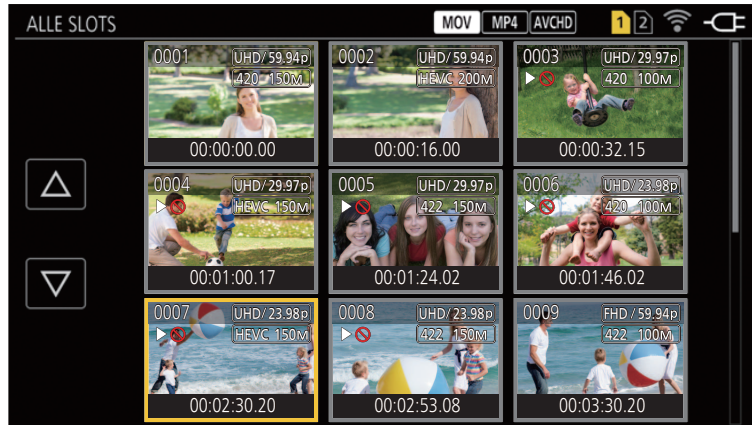 ALLE SLOTS
MOV MP4 AVCHD 1 2
0001 UHD/59.94p
420 150M
00:00:00.00
0002 UHD/59.94p
HEVC 200M
00:00:16.00
0003 UHD/29.97p
420 100M
00:00:32.15
0004 UHD/29.97p
HEVC 150M
00:01:00.17
0005 UHD/29.97p
422 150M
00:01:24.02
0006 UHD/23.98p
420 100M
00:01:46.02
0007 UHD/23.98p
HEVC 150M
00:02:30.20
0008 UHD/23.98p
422 150M
00:02:53.08
0009 FHD/59.94p
422 100M
00:03:30.20